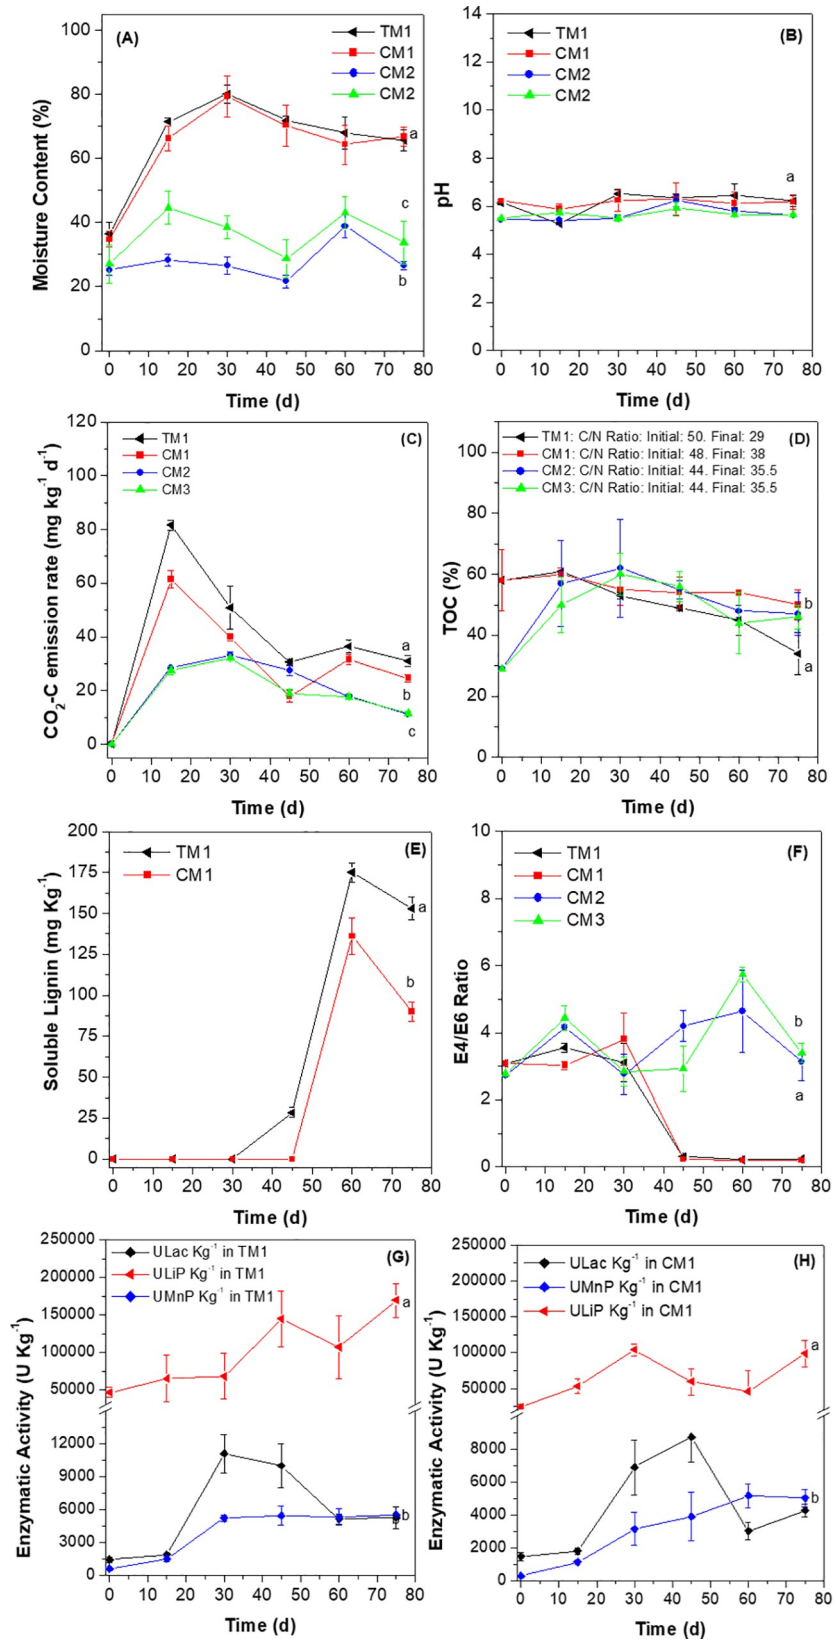 (A)
TM1
CM1
CM2
CM2
Moisture Content (%)
100
80
60
40
20
0
a
c
b
0 10 20 30 40 50 60 70 80
Time (d)
(B)
TM1
CM1
CM2
CM2
pH
14
12
10
8
6
4
2
0
a
0 10 20 30 40 50 60 70 80
Time (d)
(C)
TM1
CM1
CM2
CM3
CO2-C emission rate (mg kg-1 d-1)
120
100
80
60
40
20
0
a
b
c
0 10 20 30 40 50 60 70 80
Time (d)
(D)
TM1: C/N Ratio: Initial: 50. Final: 29
CM1: C/N Ratio: Initial: 48. Final: 38
CM2: C/N Ratio: Initial: 44. Final: 35.5
CM3: C/N Ratio: Initial: 44. Final: 35.5
TOC (%)
100
80
60
40
20
0
b
a
0 10 20 30 40 50 60 70 80
Time (d)
(E)
TM1
CM1
Soluble Lignin (mg Kg-1)
200
175
150
125
100
75
50
25
0
a
b
0 10 20 30 40 50 60 70 80
Time (d)
(F)
TM1
CM1
CM2
CM3
E4/E6 Ratio
10
8
6
4
2
0
b
a
0 10 20 30 40 50 60 70 80
Time (d)
(G)
ULac Kg-1 in TM1
ULiP Kg-1 in TM1
UMnP Kg-1 in TM1
Enzymatic Activity (U Kg-1)
250000
200000
150000
100000
50000
12000
9000
6000
3000
0
a
b
0 10 20 30 40 50 60 70 80
Time (d)
(H)
ULac Kg-1 in CM1
UMnP Kg-1 in CM1
ULiP Kg-1 in CM1
Enzymatic Activity (U Kg-1)
250000
200000
150000
100000
50000
8000
6000
4000
2000
0
a
b
0 10 20 30 40 50 60 70 80
Time (d)